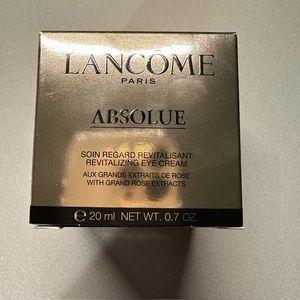 LANCÔME
PARIS
ABSOLUE
SOIN REGARD REVITALISANT
REVITALIZING EYE CREAM
AUX GRANDS EXTRAITS DE ROSE
WITH GRAND ROSE EXTRACTS
℮ 20 ml NET WT. 0.7 OZ.